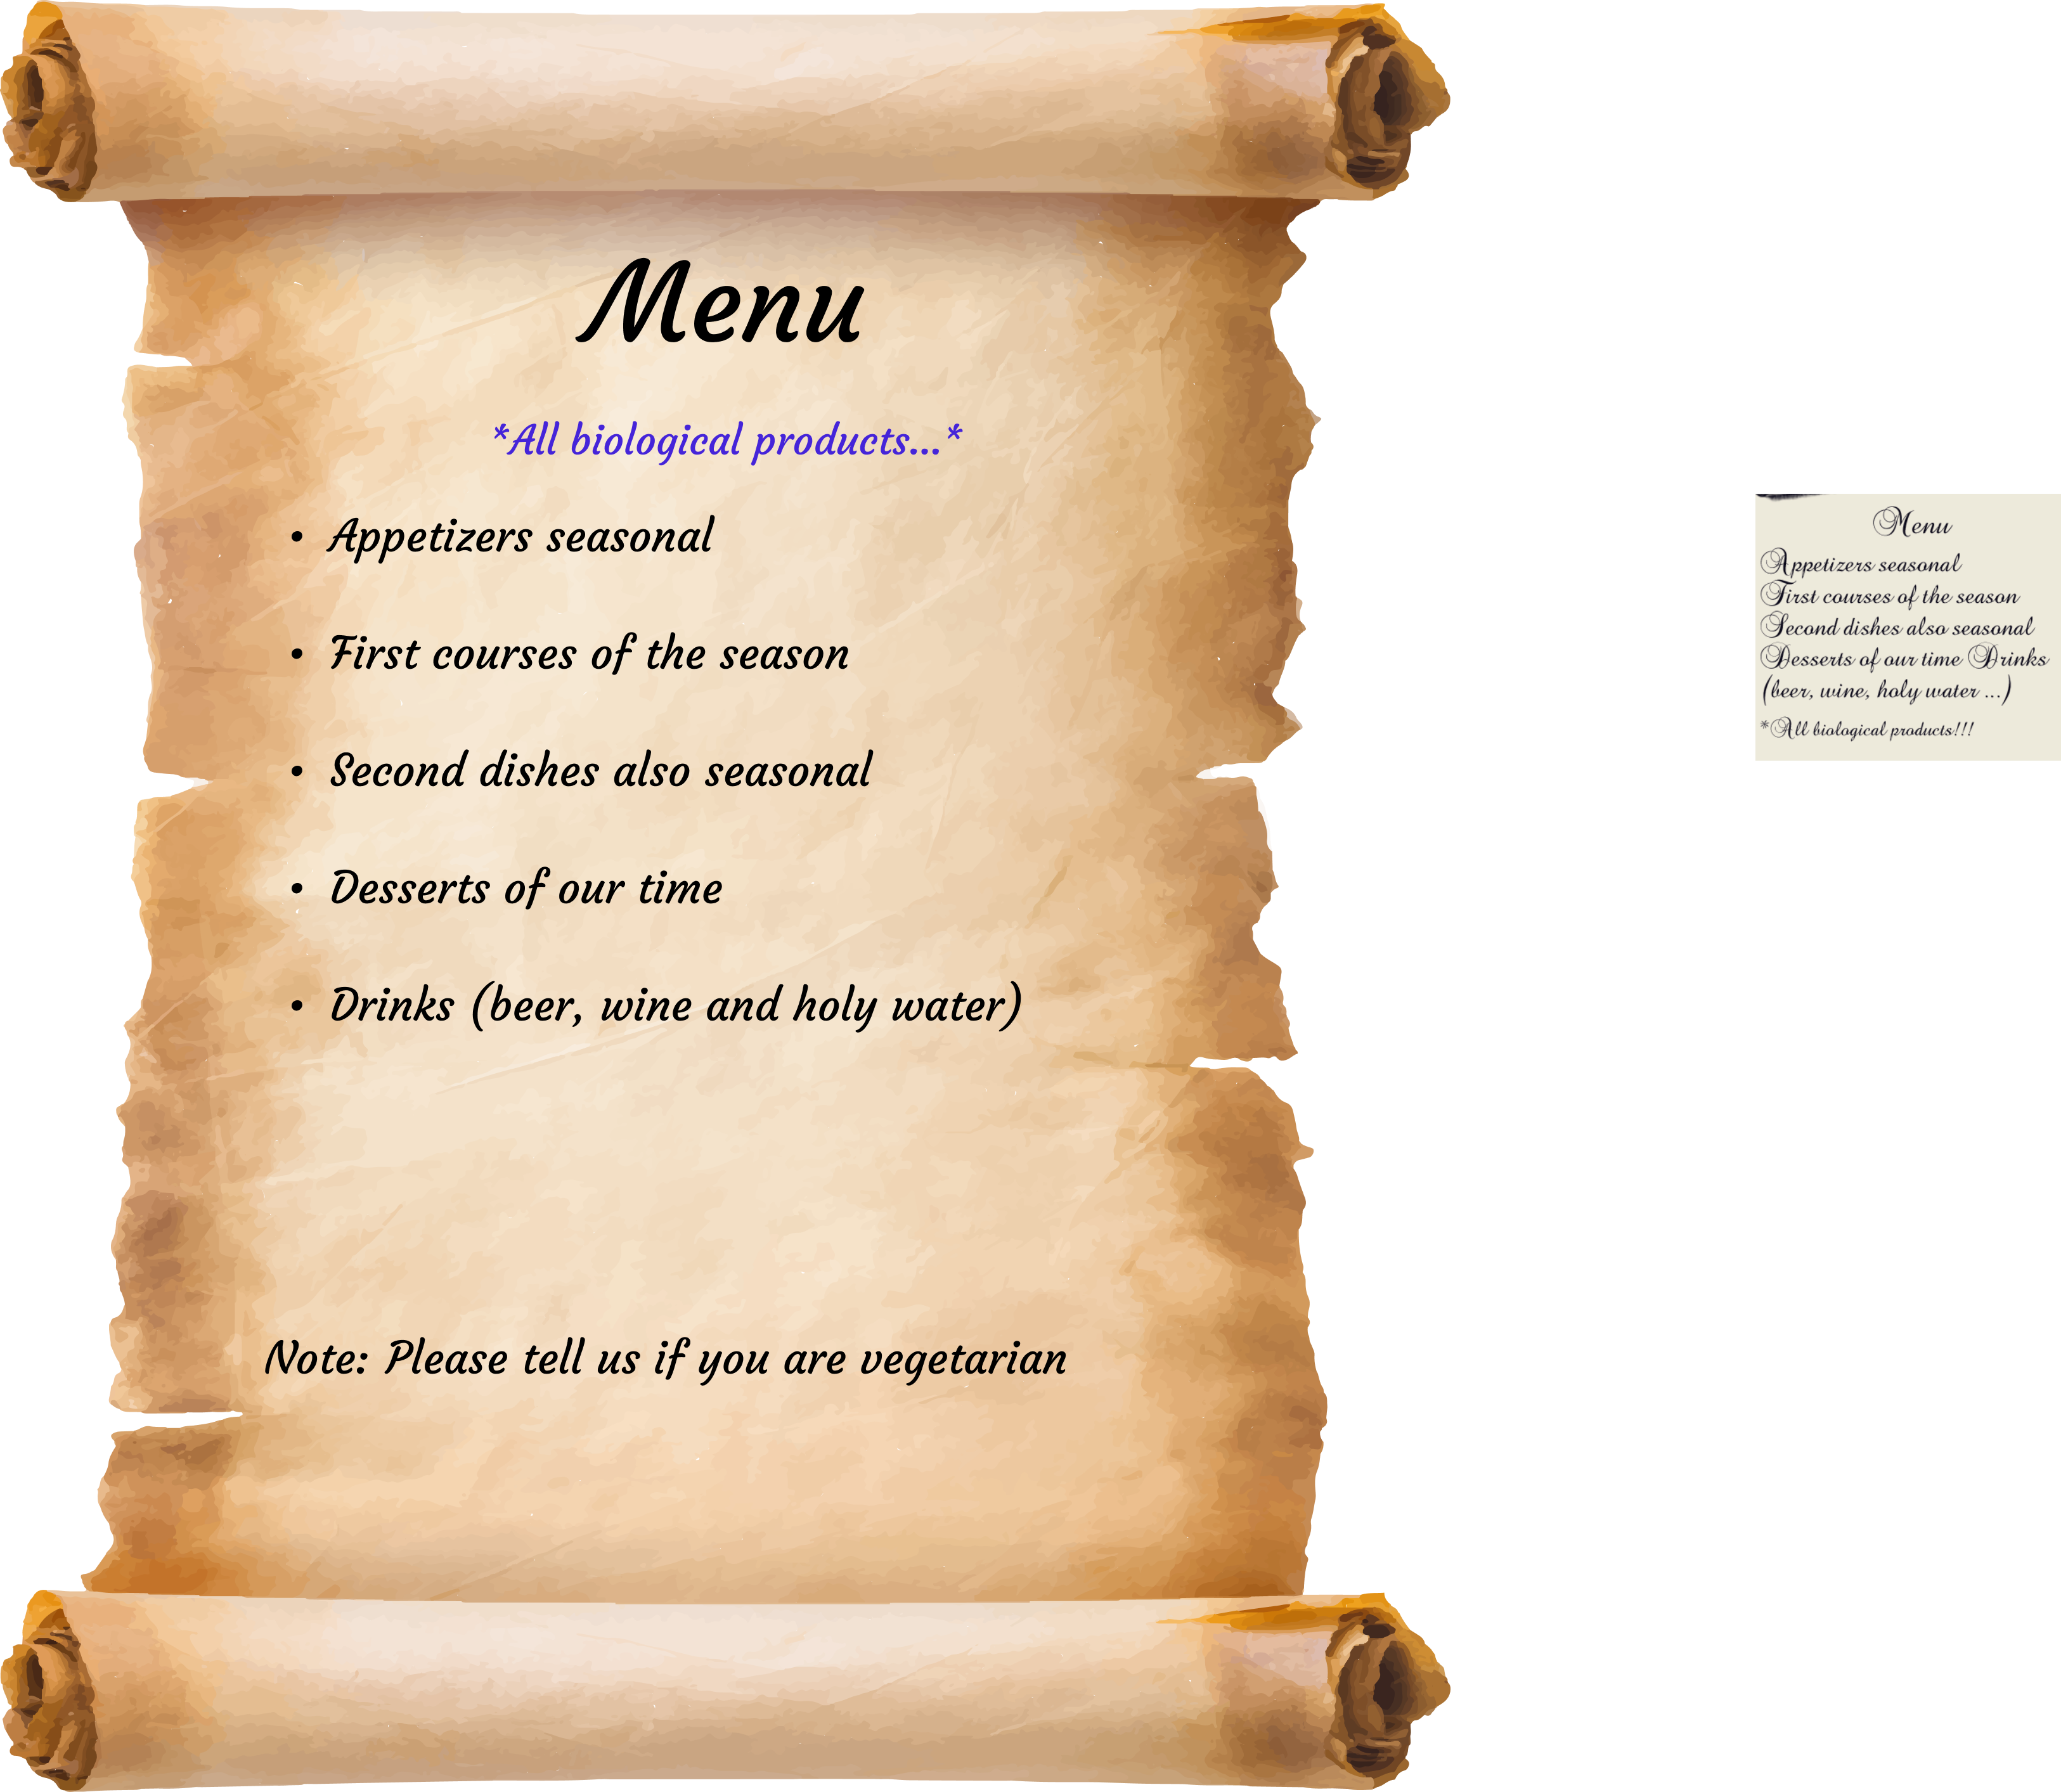 Menu
*All biological products...*
• Appetizers seasonal
• First courses of the season
• Second dishes also seasonal
• Desserts of our time
• Drinks (beer, wine and holy water)
Note: Please tell us if you are vegetarian
Menu
Appetizers seasonal
First courses of the season
Second dishes also seasonal
Desserts of our time Drinks
(beer, wine, holy water ...)
*All biological products!!!